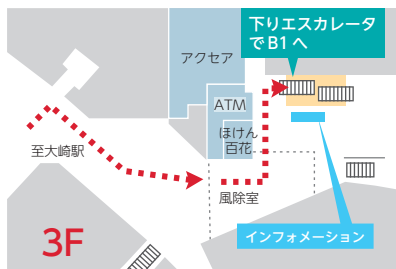 下りエスカレータ
でB1へ
アクセア
ATM
ほけん
百花
至大崎駅
風除室
3F
インフォメーション